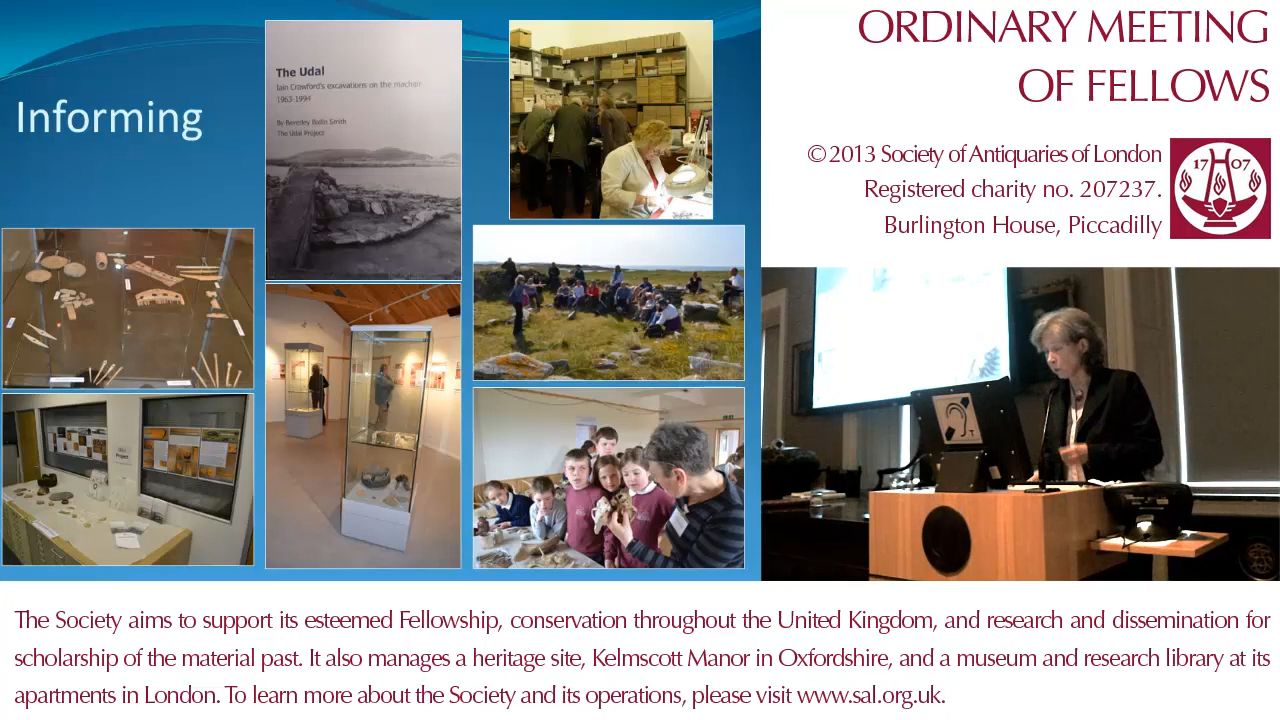 Informing
The Udal
Iain Crawford's excavations on the machair
1963-1994
By Beverley Ballin Smith
The Udal Project
ORDINARY MEETING
OF FELLOWS
© 2013 Society of Antiquaries of London
Registered charity no. 207237.
Burlington House, Piccadilly
17 07
The Society aims to support its esteemed Fellowship, conservation throughout the United Kingdom, and research and dissemination for
scholarship of the material past. It also manages a heritage site, Kelmscott Manor in Oxfordshire, and a museum and research library at its
apartments in London. To learn more about the Society and its operations, please visit www.sal.org.uk.